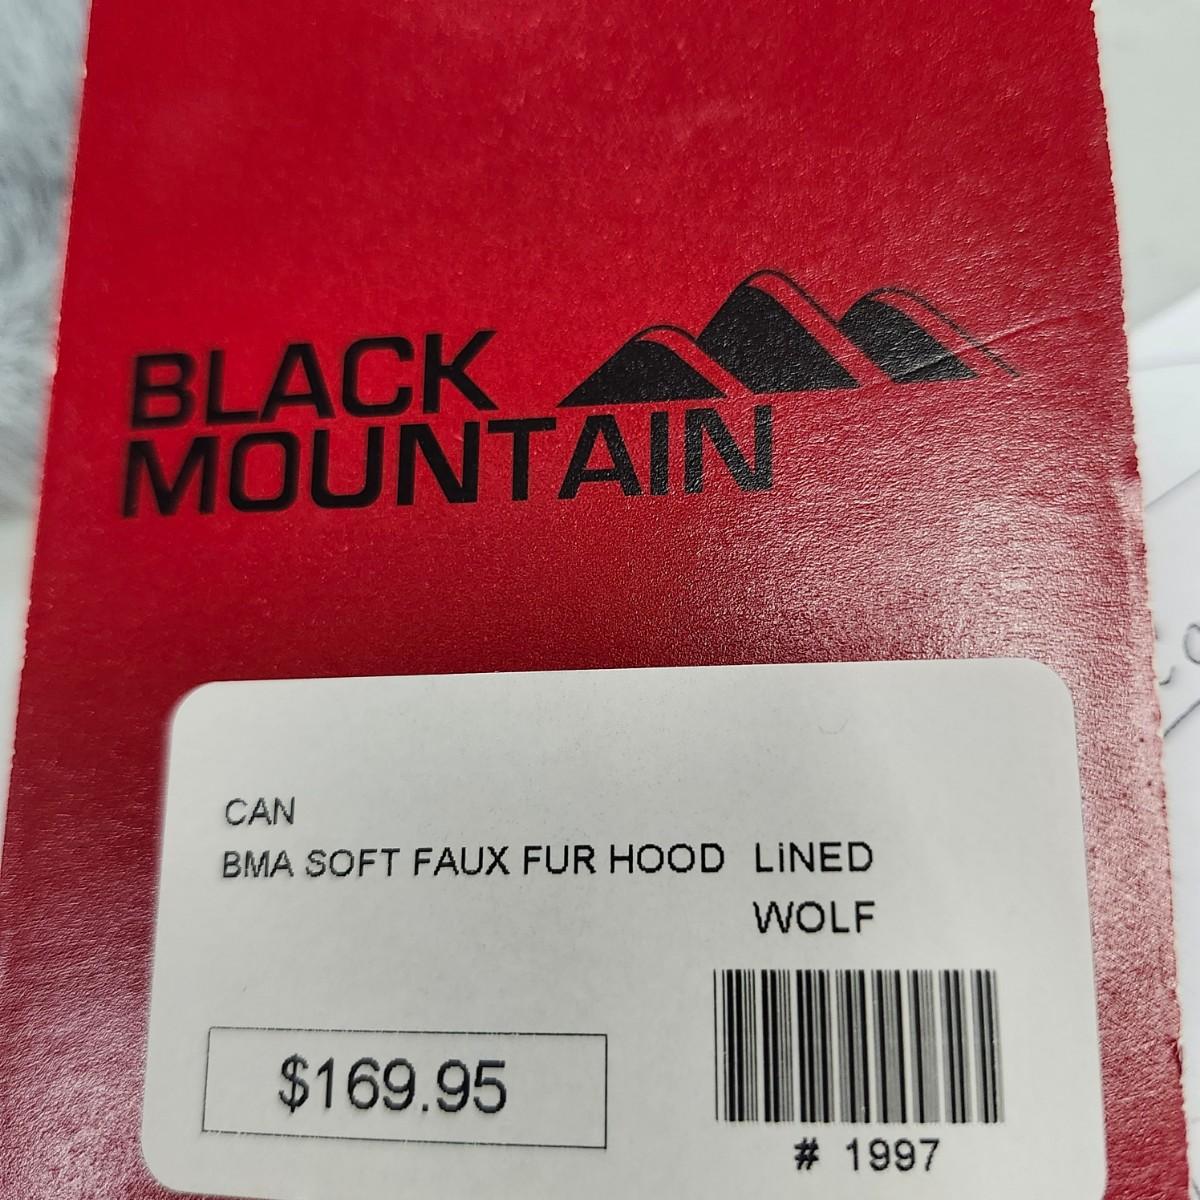 BLACK
MOUNTAIN
CAN
BMA SOFT FAUX FUR HOOD LiNED
WOLF
$169.95
# 1997